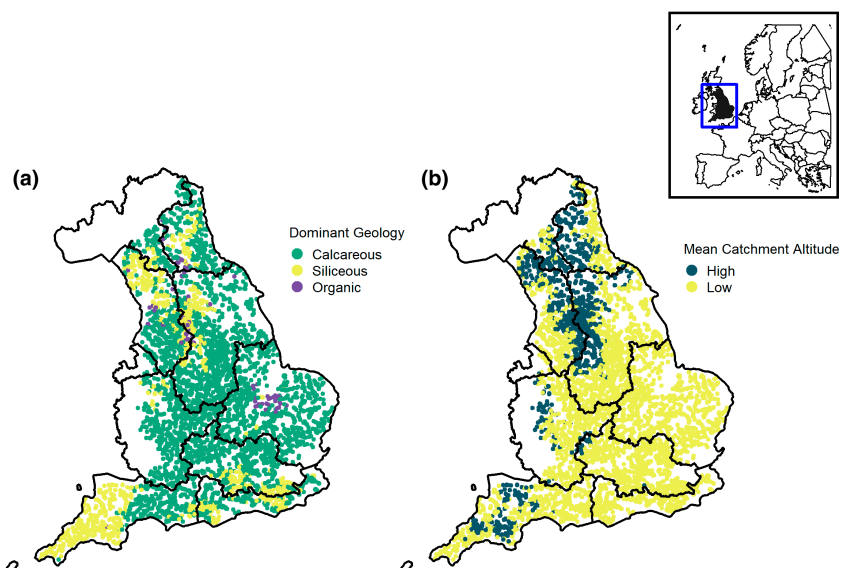 (a)
Dominant Geology
Calcareous
Siliceous
Organic
(b)
Mean Catchment Altitude
High
Low